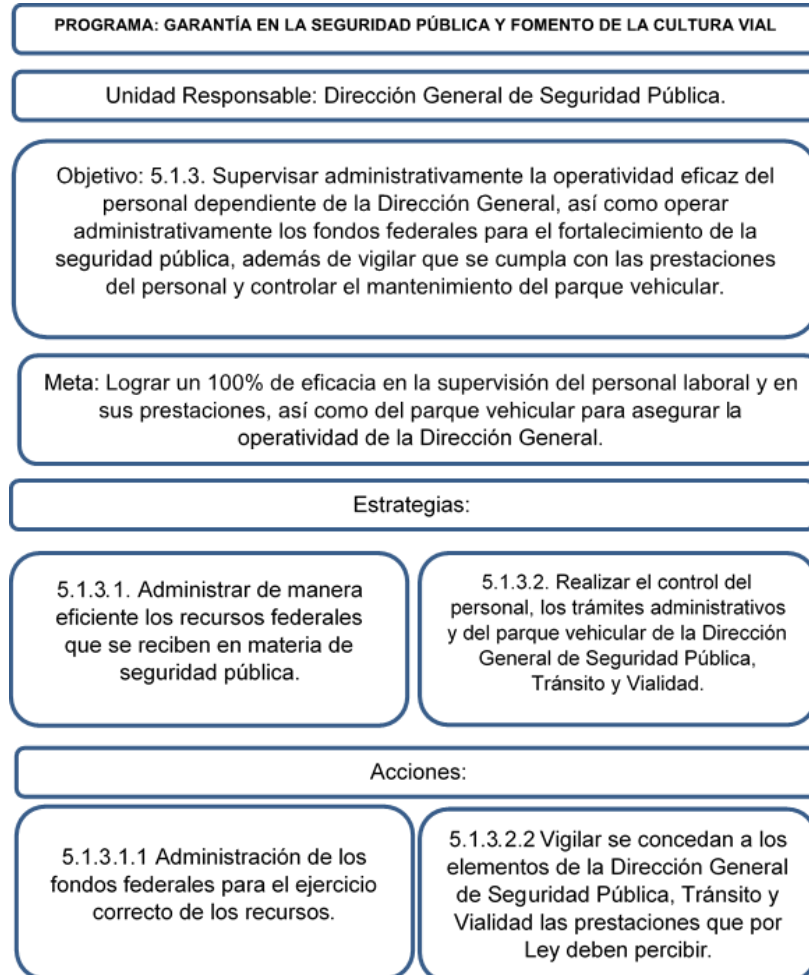 PROGRAMA: GARANTÍA EN LA SEGURIDAD PÚBLICA Y FOMENTO DE LA CULTURA VIAL
Unidad Responsable: Dirección General de Seguridad Pública.
Objetivo: 5.1.3. Supervisar administrativamente la operatividad eficaz del
personal dependiente de la Dirección General, así como operar
administrativamente los fondos federales para el fortalecimiento de la
seguridad pública, además de vigilar que se cumpla con las prestaciones
del personal y controlar el mantenimiento del parque vehicular.
Meta: Lograr un 100% de eficacia en la supervisión del personal laboral y en
sus prestaciones, así como del parque vehicular para asegurar la
operatividad de la Dirección General.
Estrategias:
5.1.3.1. Administrar de manera
eficiente los recursos federales
que se reciben en materia de
seguridad pública.
5.1.3.2. Realizar el control del
personal, los trámites administrativos
y del parque vehicular de la Dirección
General de Seguridad Pública,
Tránsito y Vialidad.
Acciones:
5.1.3.1.1 Administración de los
fondos federales para el ejercicio
correcto de los recursos.
5.1.3.2.2 Vigilar se concedan a los
elementos de la Dirección General
de Seguridad Pública, Tránsito y
Vialidad las prestaciones que por
Ley deben percibir.